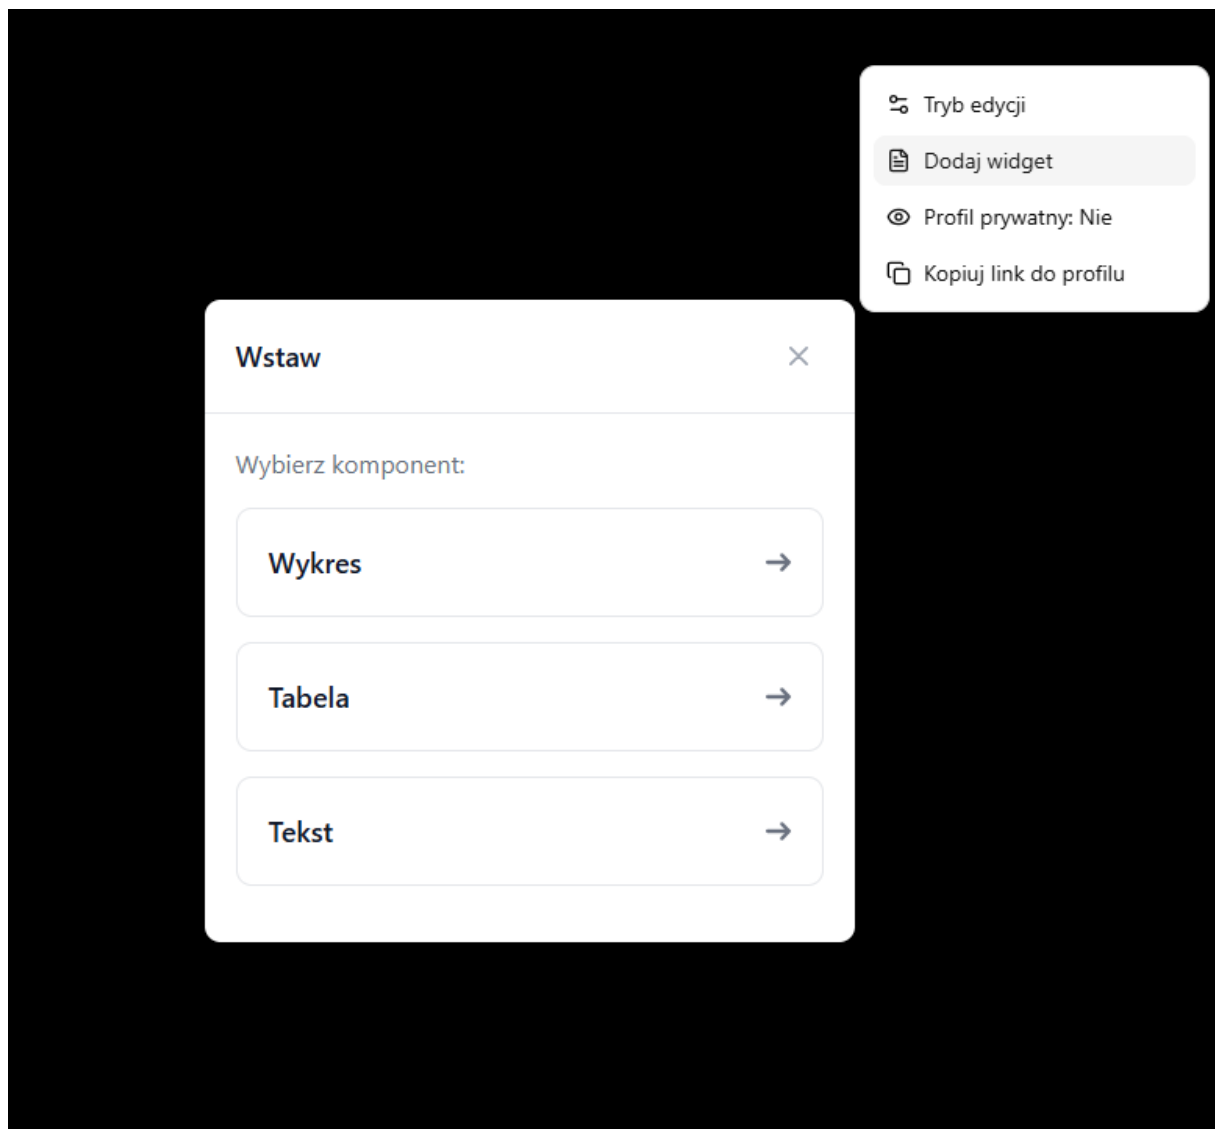 Tryb edycji
Dodaj widget
Profil prywatny: Nie
Kopiuj link do profilu
Wstaw
Wybierz komponent:
Wykres
Tabela
Tekst